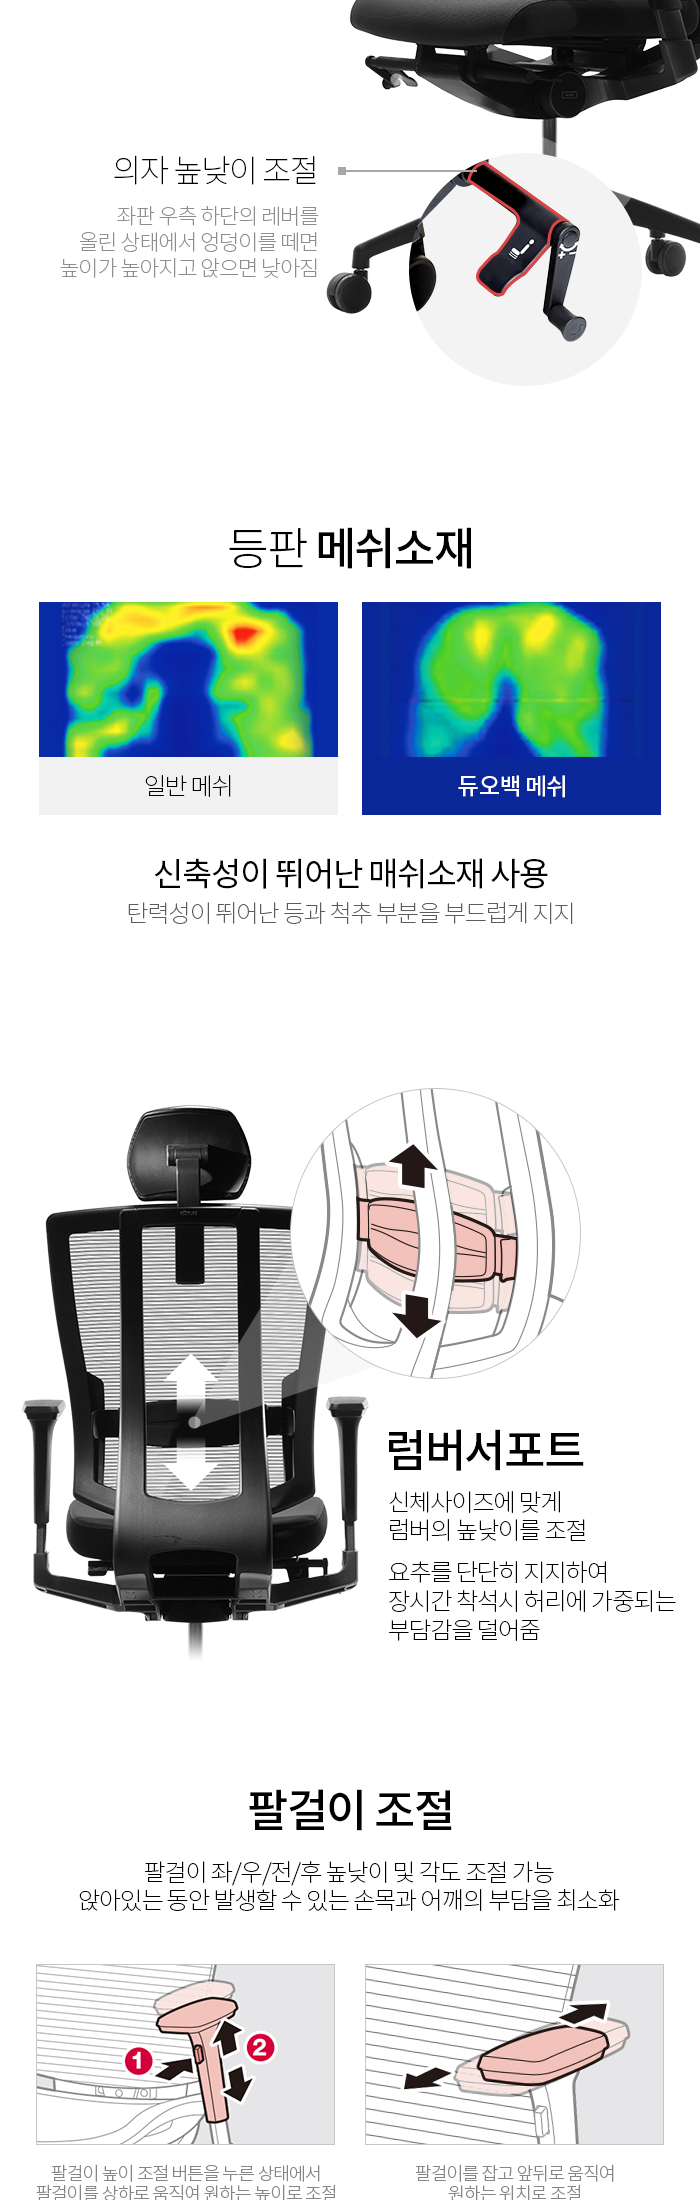 의자 높낮이 조절
좌판 우측 하단의 레버를
올린 상태에서 엉덩이를 떼면
높이가 높아지고 앉으면 낮아짐
등판 메쉬소재
일반 메쉬
듀오백 메쉬
신축성이 뛰어난 매쉬소재 사용
탄력성이 뛰어난 등과 척추 부분을 부드럽게 지지
럼버서포트
신체사이즈에 맞게
럼버의 높낮이를 조절
요추를 단단히 지지하여
장시간 착석시 허리에 가중되는
부담감을 덜어줌
팔걸이 조절
팔걸이 좌/우/전/후 높낮이 및 각도 조절 가능
앉아있는 동안 발생할 수 있는 손목과 어깨의 부담을 최소화
1
2
팔걸이 높이 조절 버튼을 누른 상태에서
팔걸이를 상하로 움직여 원하는 높이로 조절
팔걸이를 잡고 앞뒤로 움직여
원하는 위치로 조절